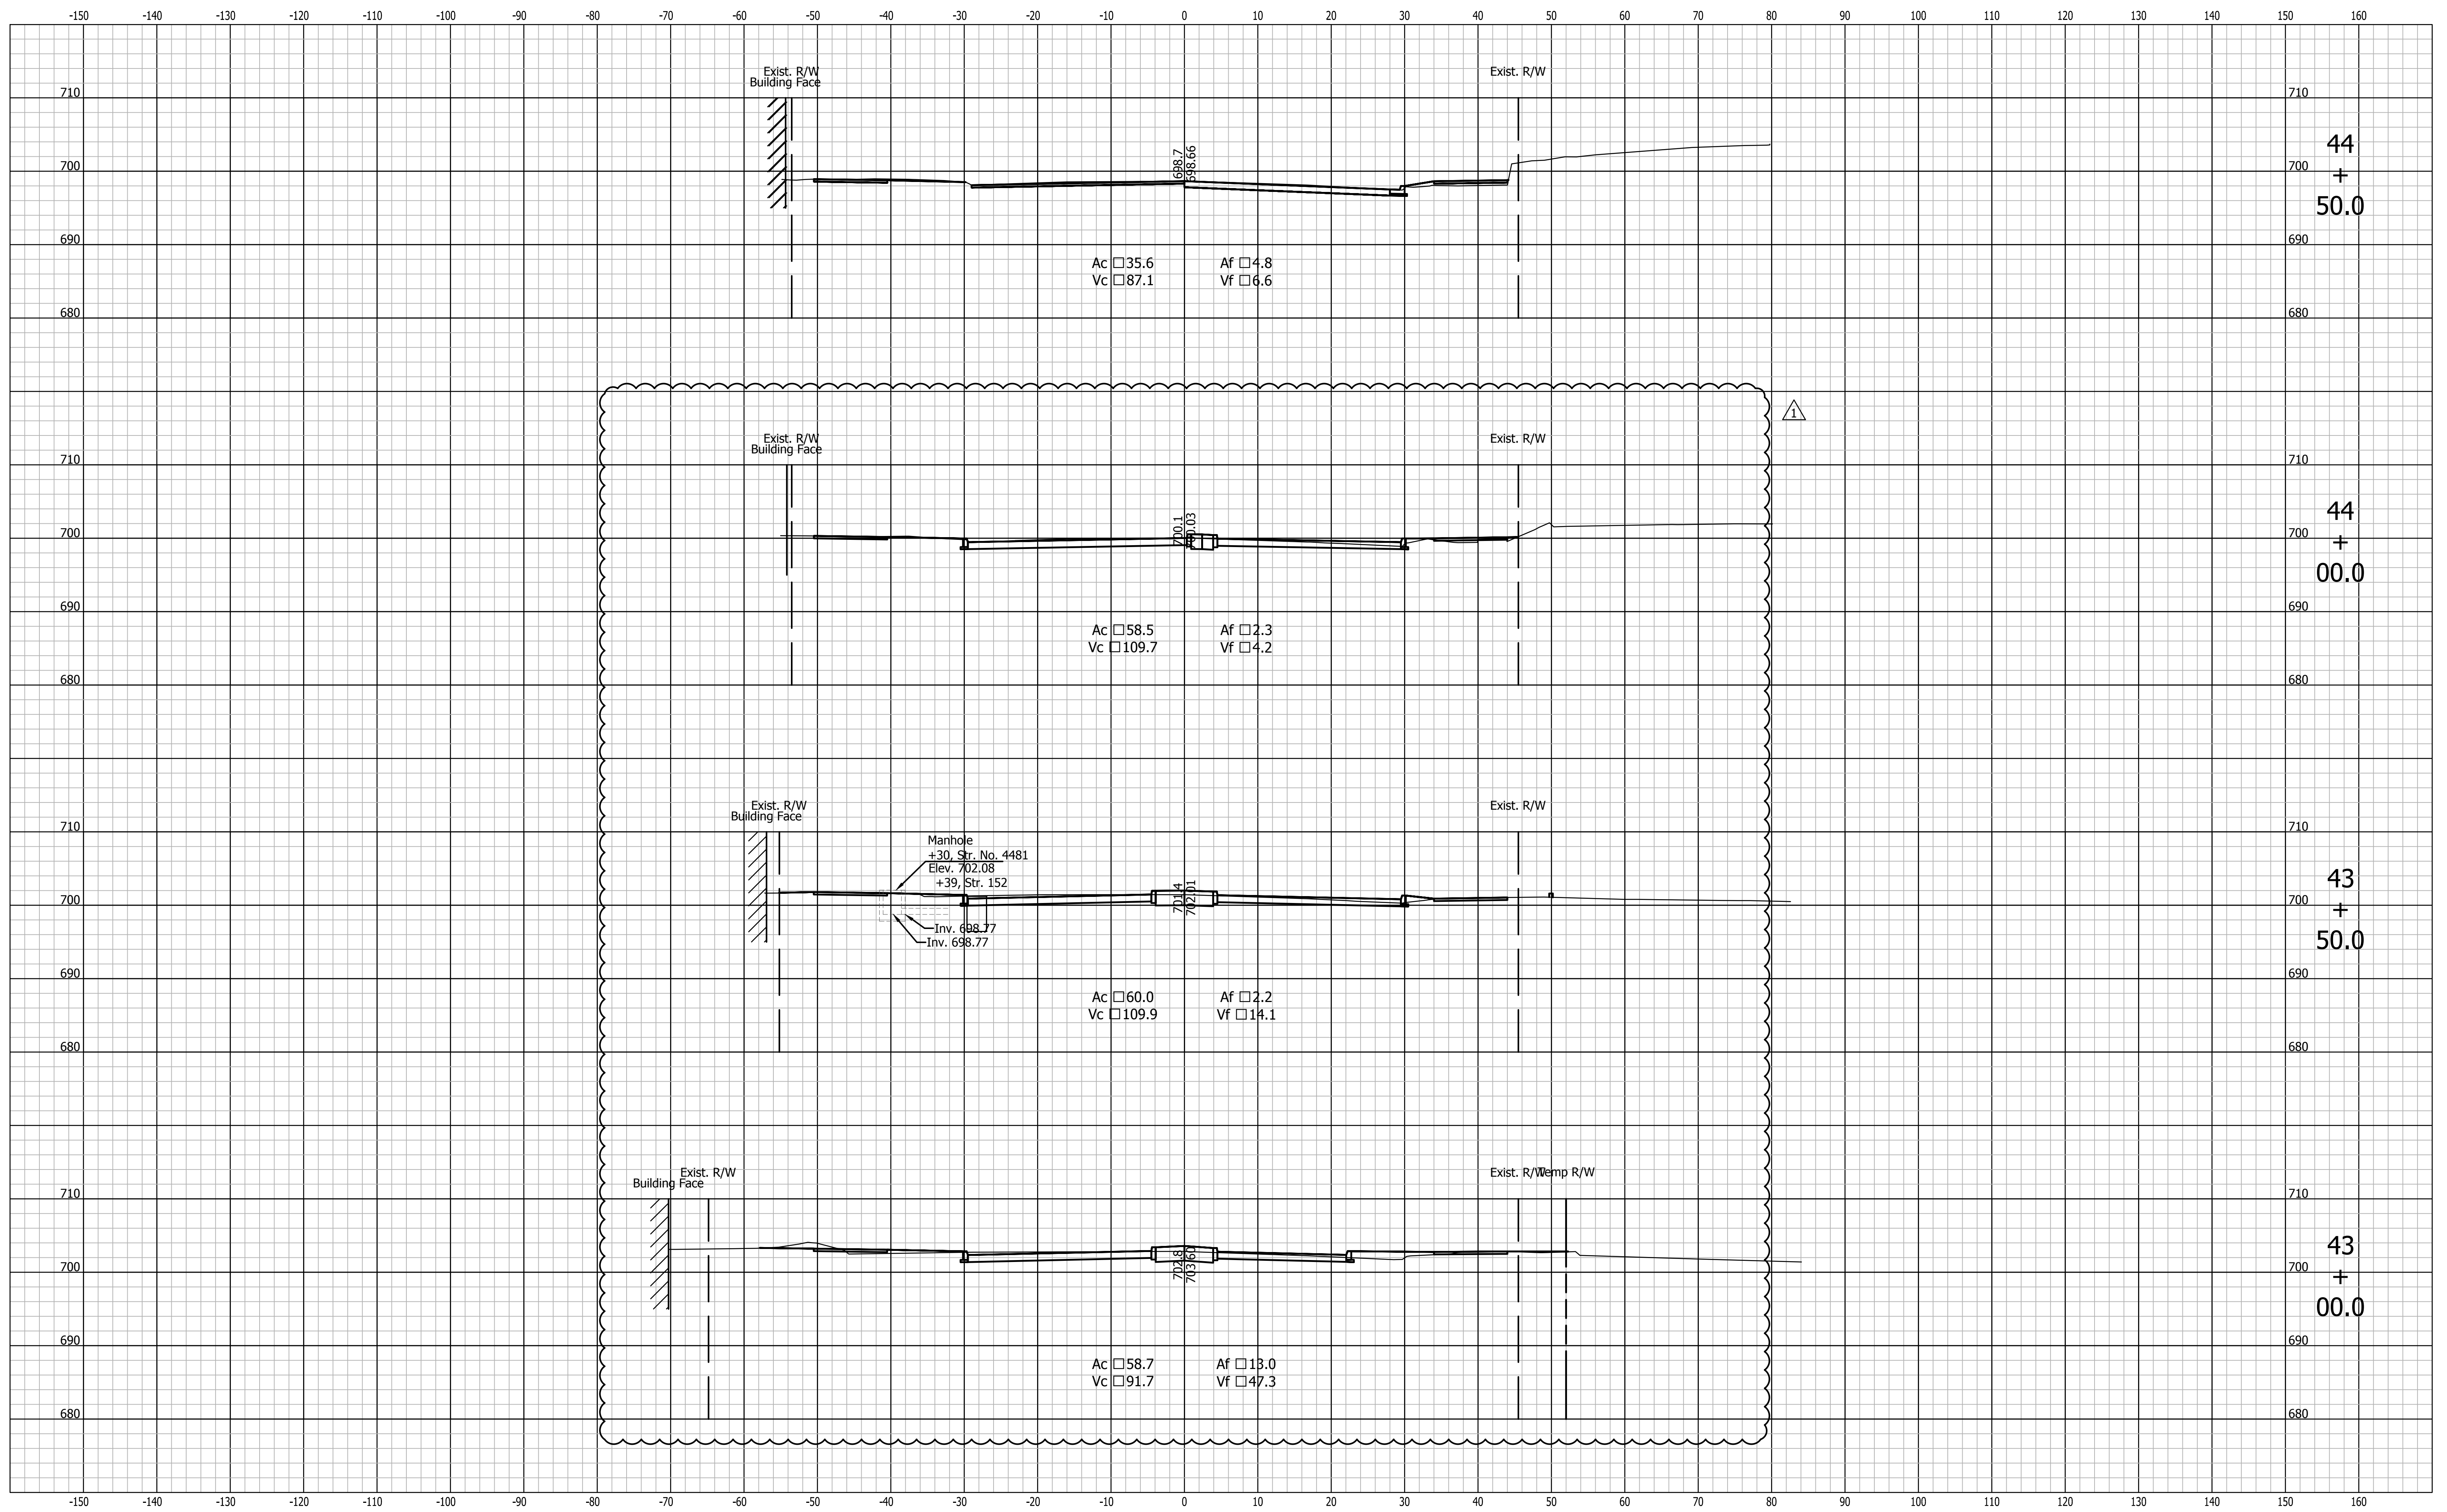 -150 -140 -130 -120 -110 -100 -90 -80 -70 -60 -50 -40 -30 -20 -10 0 10 20 30 40 50 60 70 80 90 100 110 120 130 140 150 160
Exist. R/W
Building Face
Exist. R/W
710 710
700 700
690 690
680 680
698.7
698.66
44
+
50.0
Ac □35.6 Af □4.8
Vc □87.1 Vf □6.6
1
Exist. R/W
Building Face
Exist. R/W
710 710
700 700
690 690
680 680
700.1
700.03
44
+
00.0
Ac □58.5 Af □2.3
Vc □109.7 Vf □4.2
Exist. R/W
Building Face
Exist. R/W
710 710
700 700
690 690
680 680
Manhole
+30, Str. No. 4481
Elev. 702.08
+39, Str. 152
Inv. 698.77
Inv. 698.77
701.4
702.01
43
+
50.0
Ac □60.0 Af □2.2
Vc □109.9 Vf □14.1
Exist. R/W
Building Face
Exist. R/W
Temp R/W
710 710
700 700
690 690
680 680
702.8
703.60
43
+
00.0
Ac □58.7 Af □13.0
Vc □91.7 Vf □47.3
-150 -140 -130 -120 -110 -100 -90 -80 -70 -60 -50 -40 -30 -20 -10 0 10 20 30 40 50 60 70 80 90 100 110 120 130 140 150 160